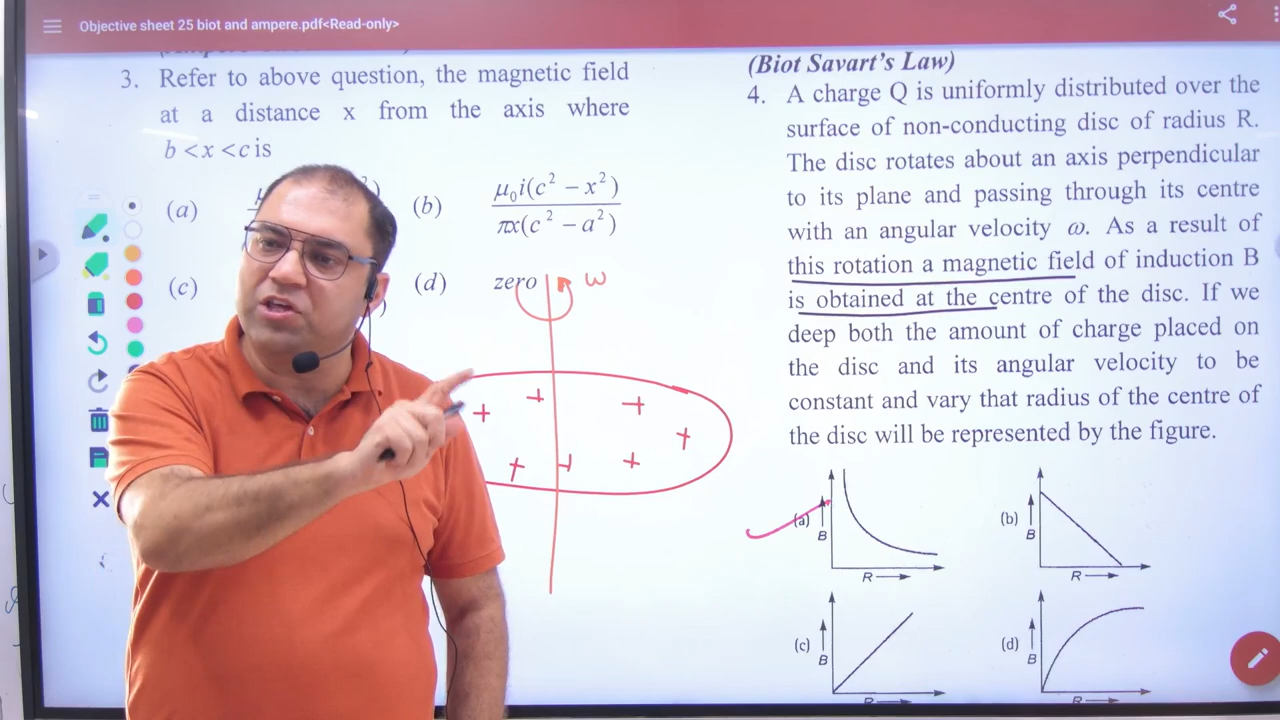 Objective sheet 25 biot and ampere.pdf<Read-only>
3. Refer to above question, the magnetic field
at a distance x from the axis where
b < x < c is
(a)
(b) μ₀i(c² − x²)
πx(c² − a²)
(c)
(d) zero
ω
(Biot Savart's Law)
4. A charge Q is uniformly distributed over the
surface of non-conducting disc of radius R.
The disc rotates about an axis perpendicular
to its plane and passing through its centre
with an angular velocity ω. As a result of
this rotation a magnetic field of induction B
is obtained at the centre of the disc. If we
deep both the amount of charge placed on
the disc and its angular velocity to be
constant and vary that radius of the centre of
the disc will be represented by the figure.
(a) B
R
(b) B
R
(c) B
R
(d) B
R